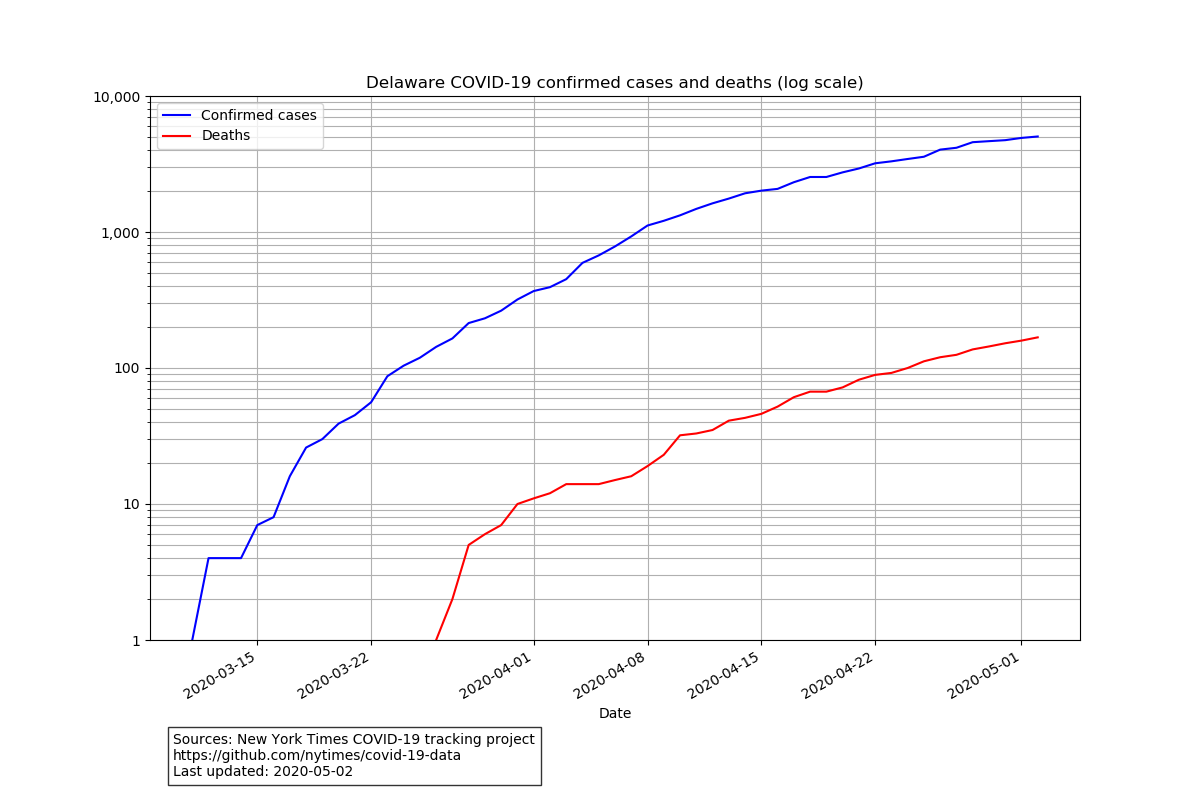 Delaware COVID-19 confirmed cases and deaths (log scale)
10,000
1,000
100
10
1
Confirmed cases
Deaths
2020-03-15
2020-03-22
2020-04-01
2020-04-08
2020-04-15
2020-04-22
2020-05-01
Date
Sources: New York Times COVID-19 tracking project
https://github.com/nytimes/covid-19-data
Last updated: 2020-05-02